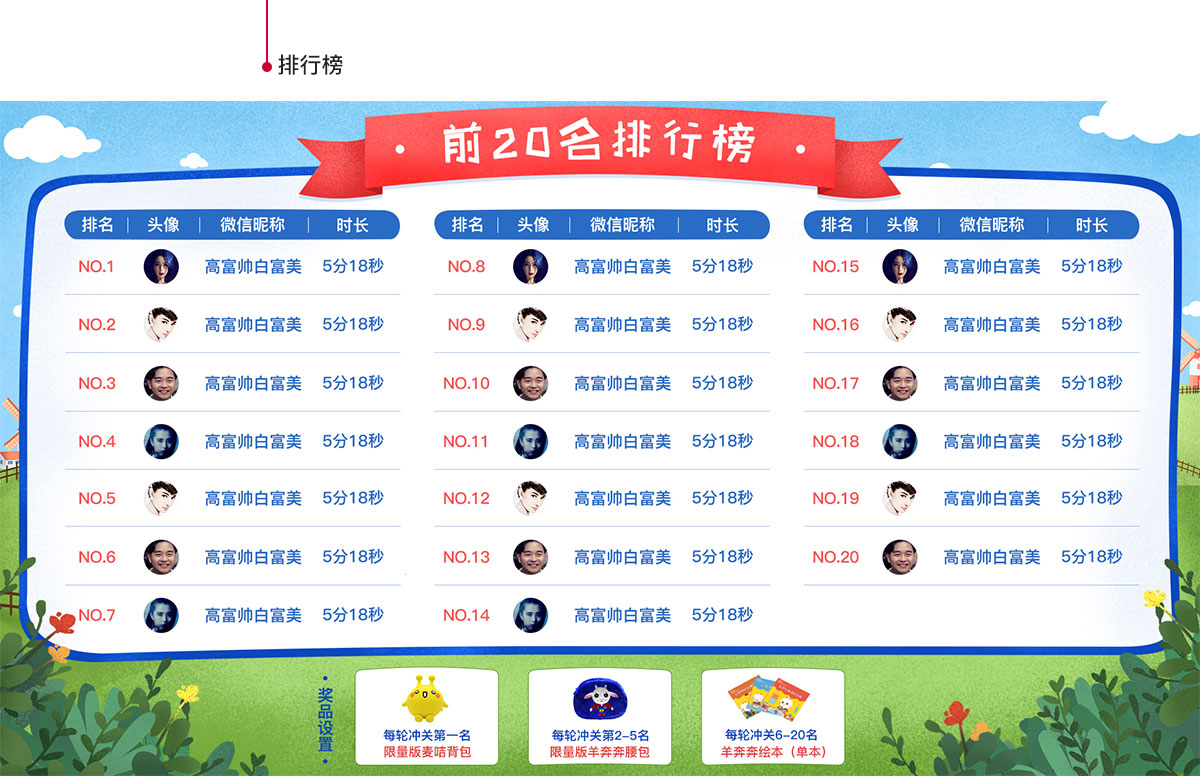 排行榜
前20名排行榜
排名 头像 微信昵称 时长
NO.1 高富帅白富美 5分18秒
NO.2 高富帅白富美 5分18秒
NO.3 高富帅白富美 5分18秒
NO.4 高富帅白富美 5分18秒
NO.5 高富帅白富美 5分18秒
NO.6 高富帅白富美 5分18秒
NO.7 高富帅白富美 5分18秒
排名 头像 微信昵称 时长
NO.8 高富帅白富美 5分18秒
NO.9 高富帅白富美 5分18秒
NO.10 高富帅白富美 5分18秒
NO.11 高富帅白富美 5分18秒
NO.12 高富帅白富美 5分18秒
NO.13 高富帅白富美 5分18秒
NO.14 高富帅白富美 5分18秒
排名 头像 微信昵称 时长
NO.15 高富帅白富美 5分18秒
NO.16 高富帅白富美 5分18秒
NO.17 高富帅白富美 5分18秒
NO.18 高富帅白富美 5分18秒
NO.19 高富帅白富美 5分18秒
NO.20 高富帅白富美 5分18秒
奖品设置
每轮冲关第一名
限量版麦咭背包
每轮冲关第2-5名
限量版羊奔奔腰包
每轮冲关6-20名
羊奔奔绘本（单本）